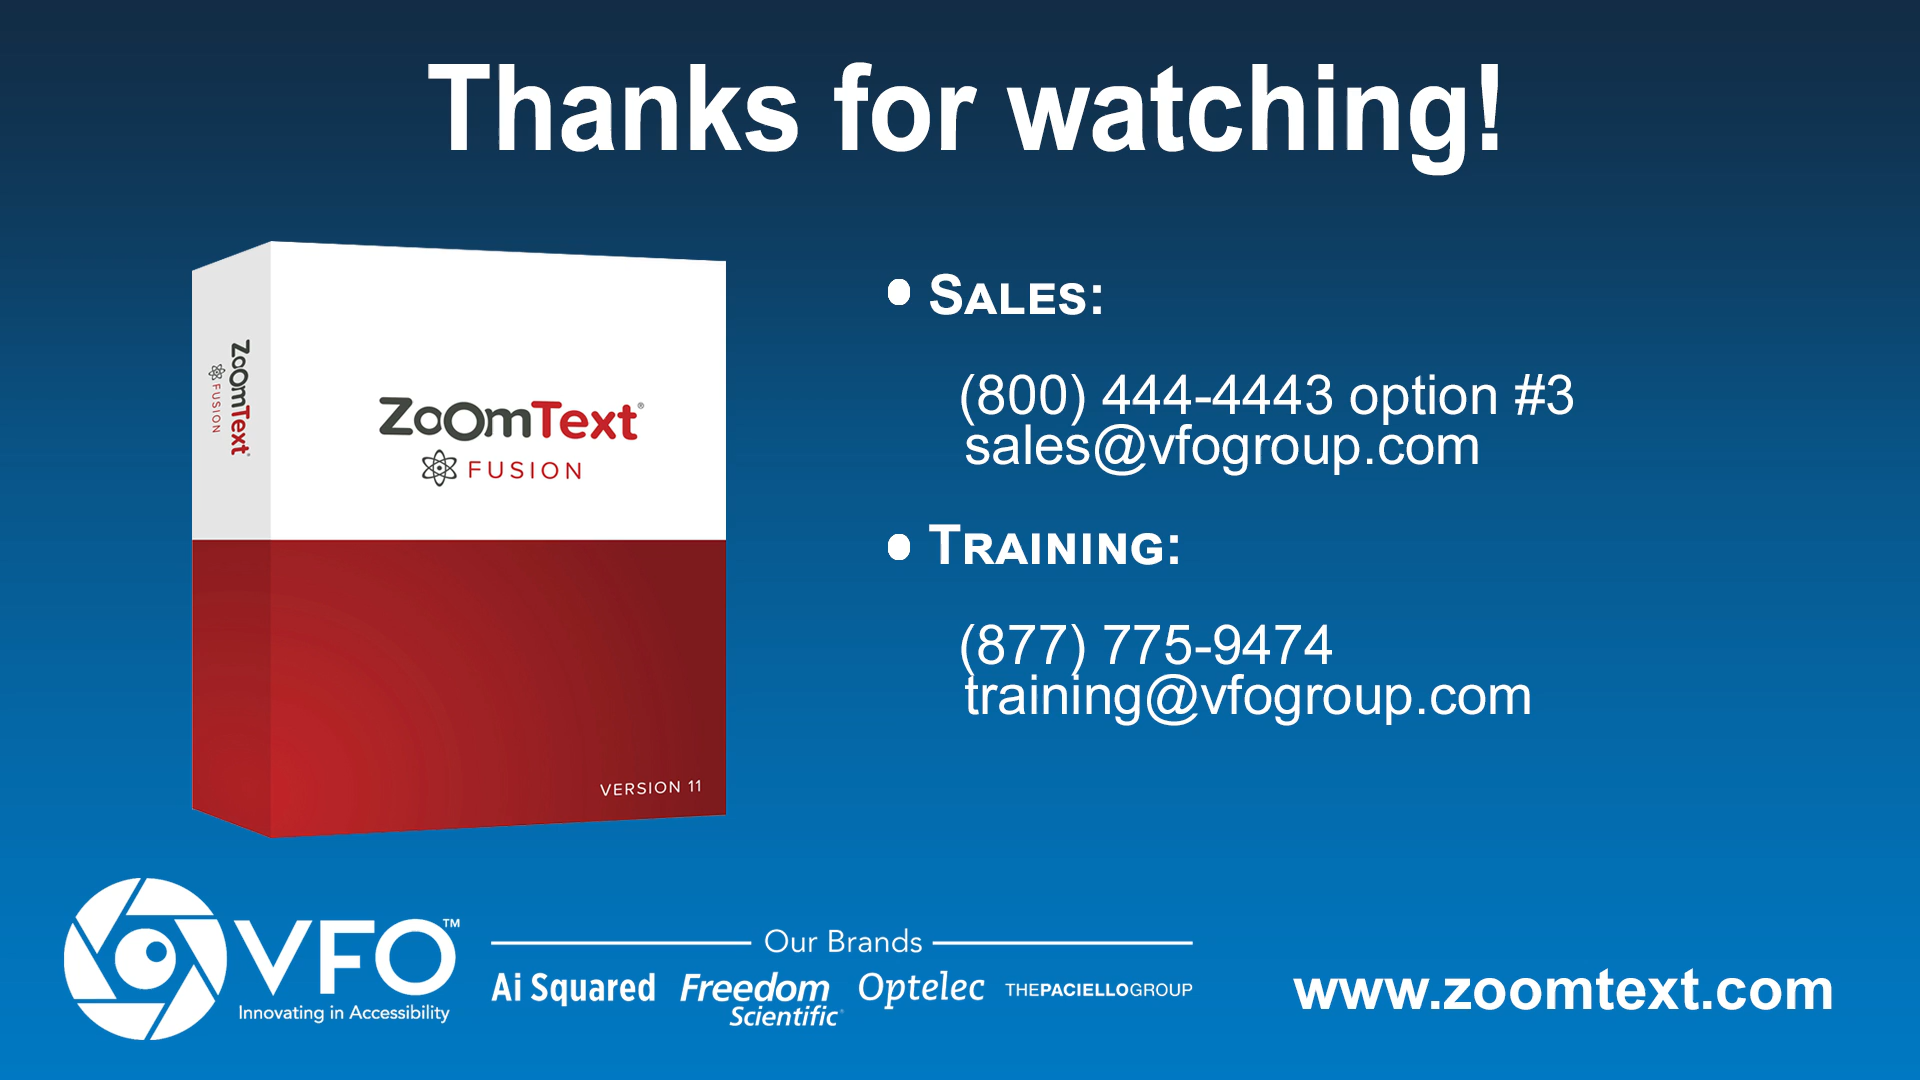 Thanks for watching!
ZoomText
FUSION
ZoomText®
FUSION
VERSION 11
• SALES:
(800) 444-4443 option #3
sales@vfogroup.com
• TRAINING:
(877) 775-9474
training@vfogroup.com
VFO™
Innovating in Accessibility
Our Brands
Ai Squared
Freedom
Scientific®
Optelec
THEPACIELLOGROUP
www.zoomtext.com